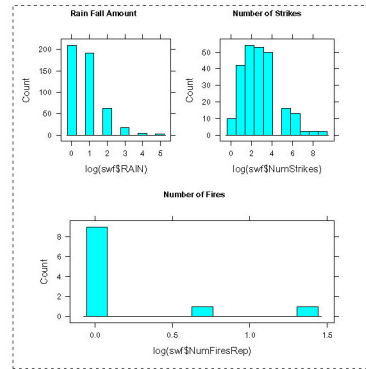 Rain Fall Amount
200
150
100
50
0
Count
0 1 2 3 4 5
log(swf$RAIN)
Number of Strikes
50
40
30
20
10
0
Count
0 2 4 6 8
log(swf$NumStrikes)
Number of Fires
8
6
4
2
0
Count
0.0 0.5 1.0 1.5
log(swf$NumFiresRep)